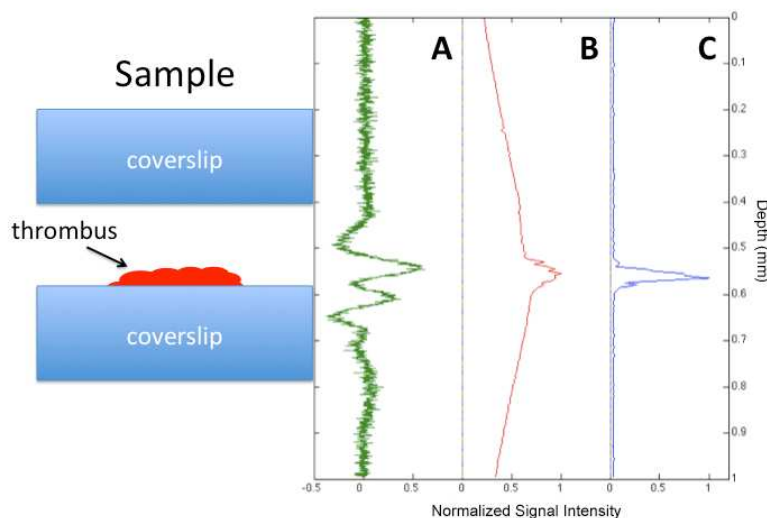 Sample
coverslip
thrombus
coverslip
A
B
C
0
0.1
0.2
0.3
0.4
0.5
0.6
0.7
0.8
0.9
1
Depth (mm)
-0.5 0 0.5 0 0.5 1 0 0.5 1
Normalized Signal Intensity